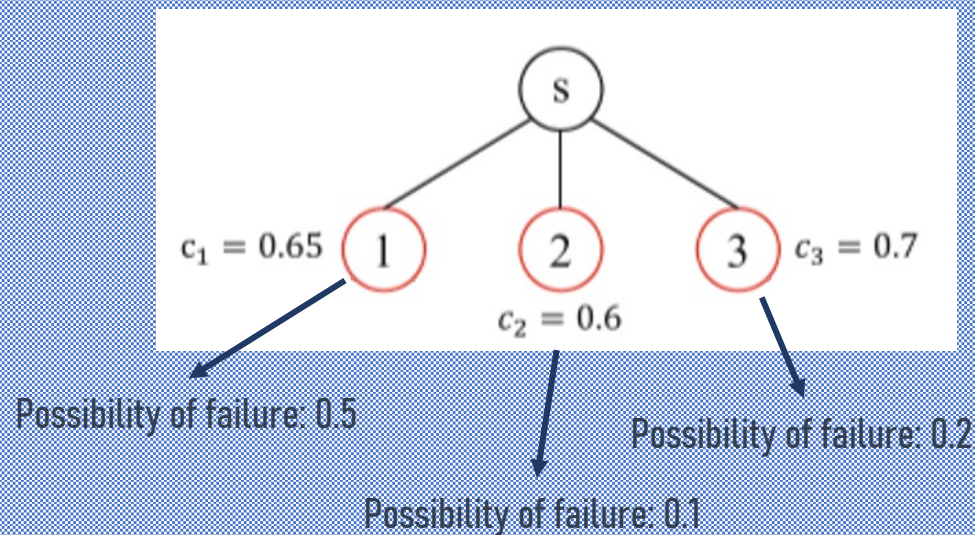 s
c₁ = 0.65
1
2
3
c₃ = 0.7
c₂ = 0.6
Possibility of failure: 0.5
Possibility of failure: 0.2
Possibility of failure: 0.1